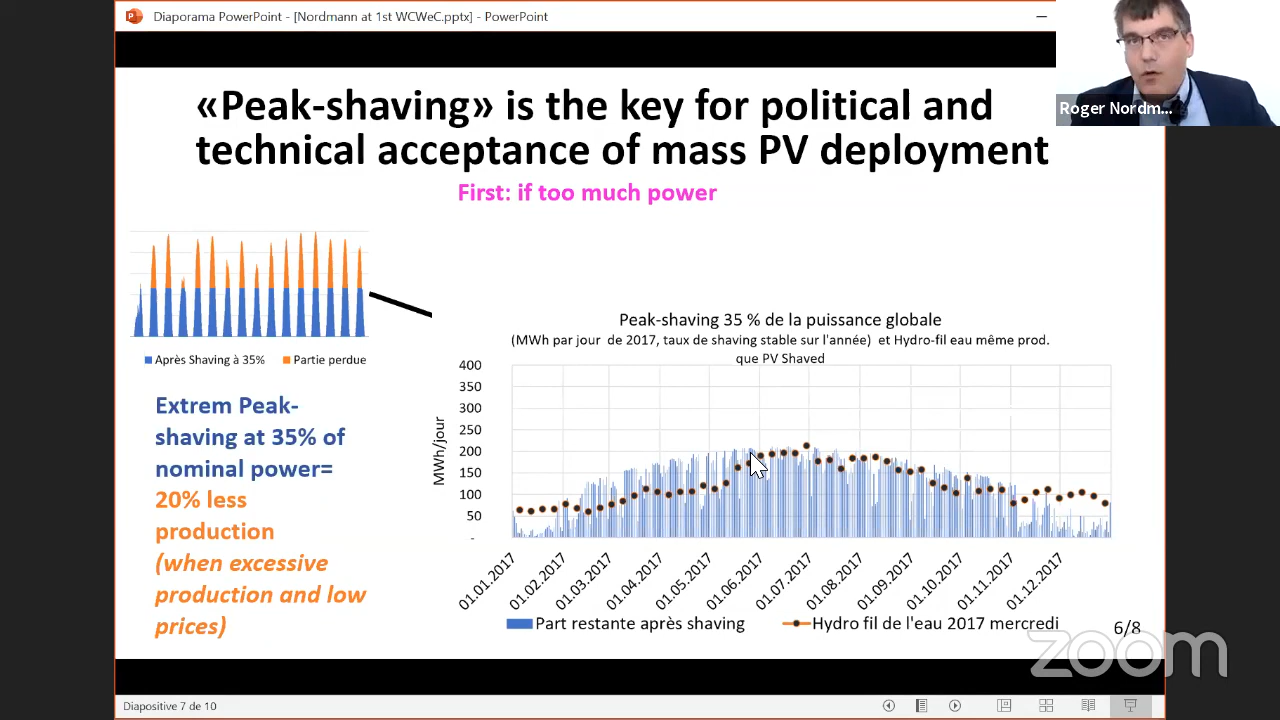 Diaporama PowerPoint - [Nordmann at 1st WCWeC.pptx] - PowerPoint
Roger Nordm...
«Peak-shaving» is the key for political and
technical acceptance of mass PV deployment
First: if too much power
Après Shaving à 35%
Partie perdue
Extrem Peak-
shaving at 35% of
nominal power=
20% less
production
(when excessive
production and low
prices)
Peak-shaving 35 % de la puissance globale
(MWh par jour de 2017, taux de shaving stable sur l'année) et Hydro-fil eau même prod.
que PV Shaved
MWh/jour
400
350
300
250
200
150
100
50
-
01.01.2017
01.02.2017
01.03.2017
01.04.2017
01.05.2017
01.06.2017
01.07.2017
01.08.2017
01.09.2017
01.10.2017
01.11.2017
01.12.2017
Part restante après shaving
Hydro fil de l'eau 2017 mercredi
6/8
zoom
Diapositive 7 de 10